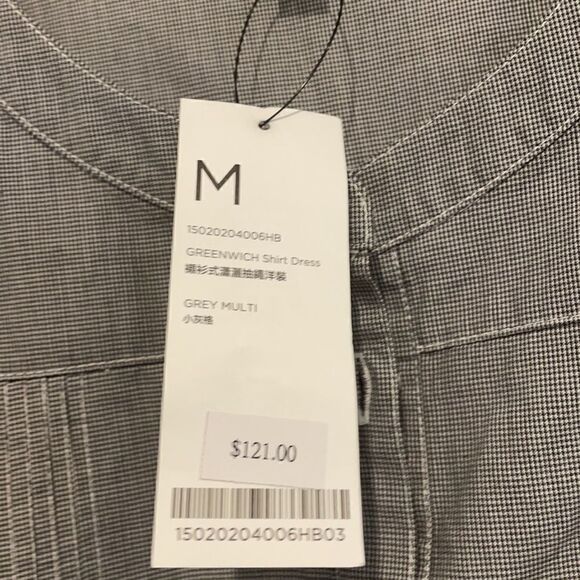 M
15020204006HB
GREENWICH Shirt Dress
襯衫式瀟灑抽繩洋裝
GREY MULTI
小灰格
$121.00
15020204006HB03